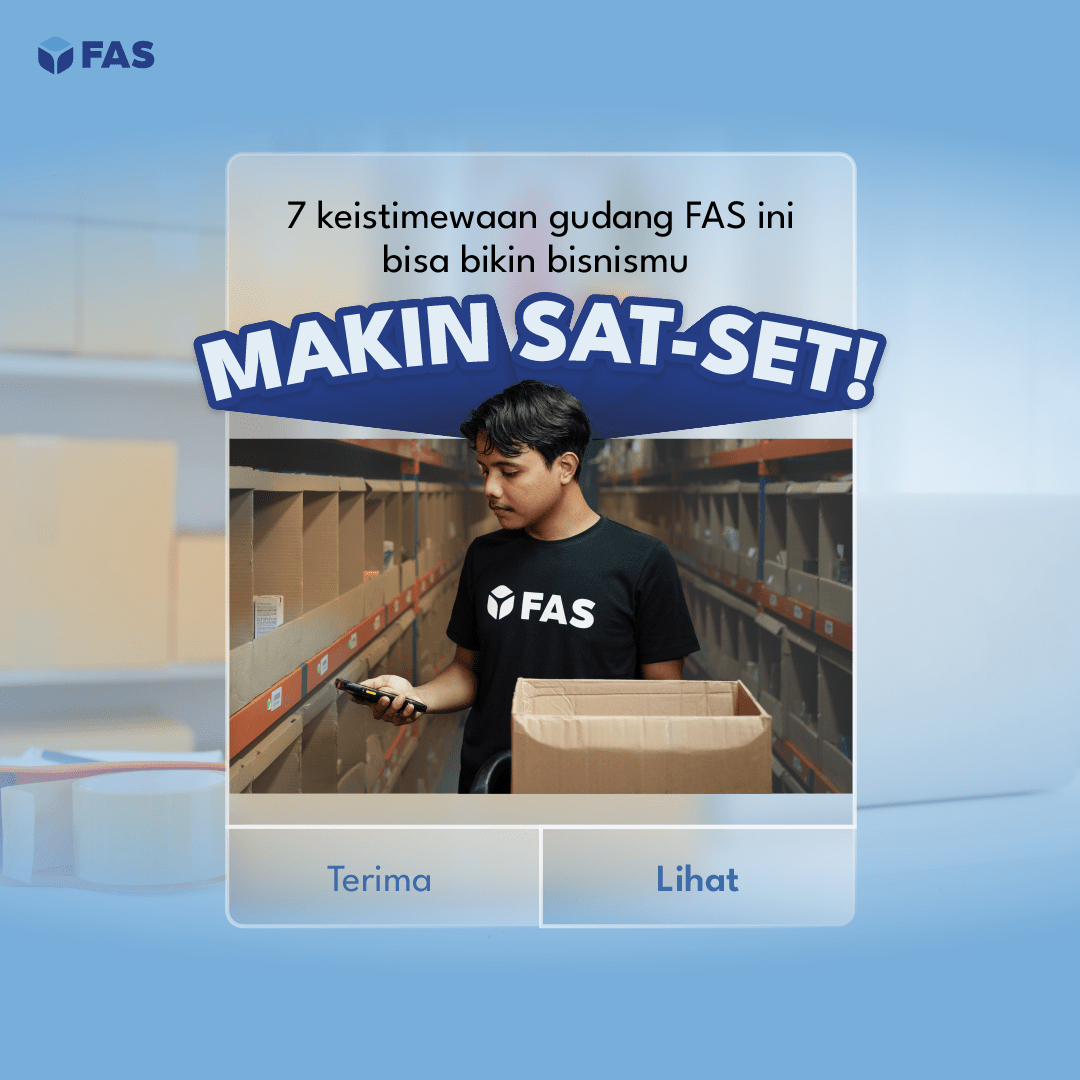 FAS
7 keistimewaan gudang FAS ini
bisa bikin bisnismu
MAKIN SAT-SET!
FAS
Terima
Lihat